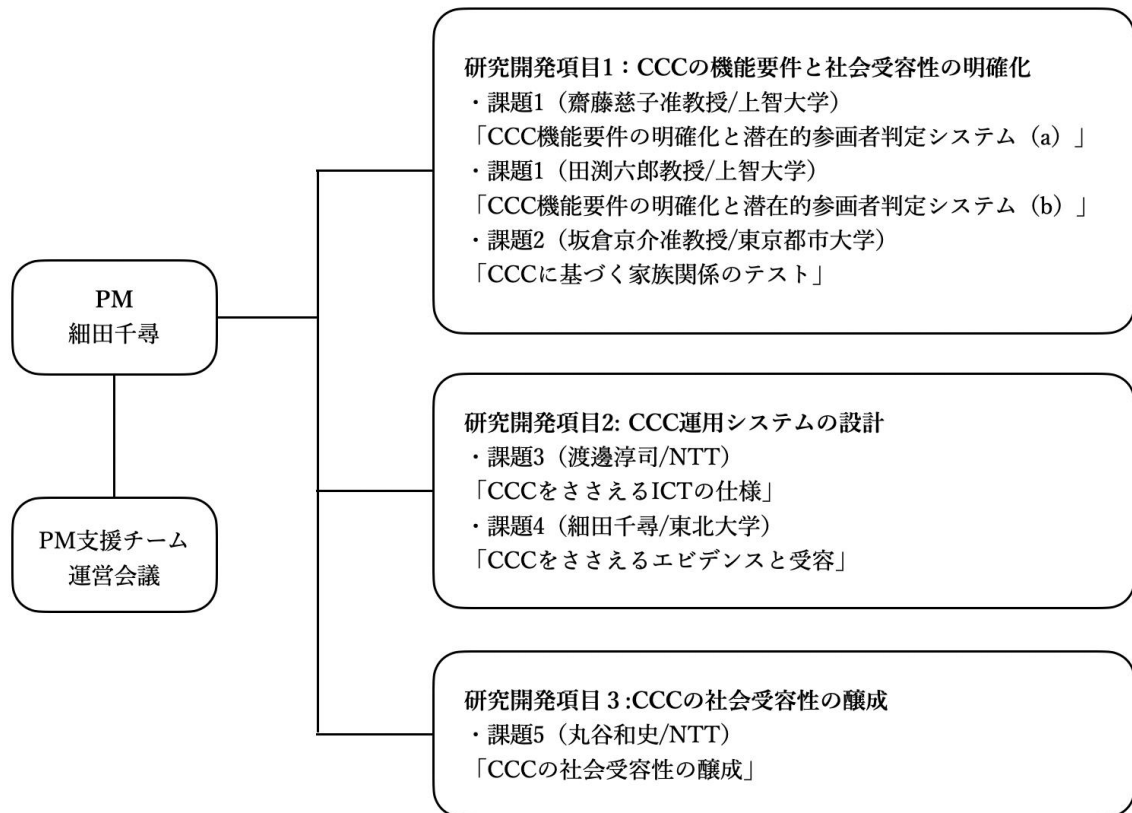 PM
細田千尋
PM支援チーム
運営会議
研究開発項目1：CCCの機能要件と社会受容性の明確化
・課題1（齋藤慈子准教授/上智大学）
「CCC機能要件の明確化と潜在的参画者判定システム（a）」
・課題1（田渕六郎教授/上智大学）
「CCC機能要件の明確化と潜在的参画者判定システム（b）」
・課題2（坂倉京介准教授/東京都市大学）
「CCCに基づく家族関係のテスト」
研究開発項目2: CCC運用システムの設計
・課題3（渡邊淳司/NTT）
「CCCをささえるICTの仕様」
・課題4（細田千尋/東北大学）
「CCCをささえるエビデンスと受容」
研究開発項目３:CCCの社会受容性の醸成
・課題5（丸谷和史/NTT）
「CCCの社会受容性の醸成」